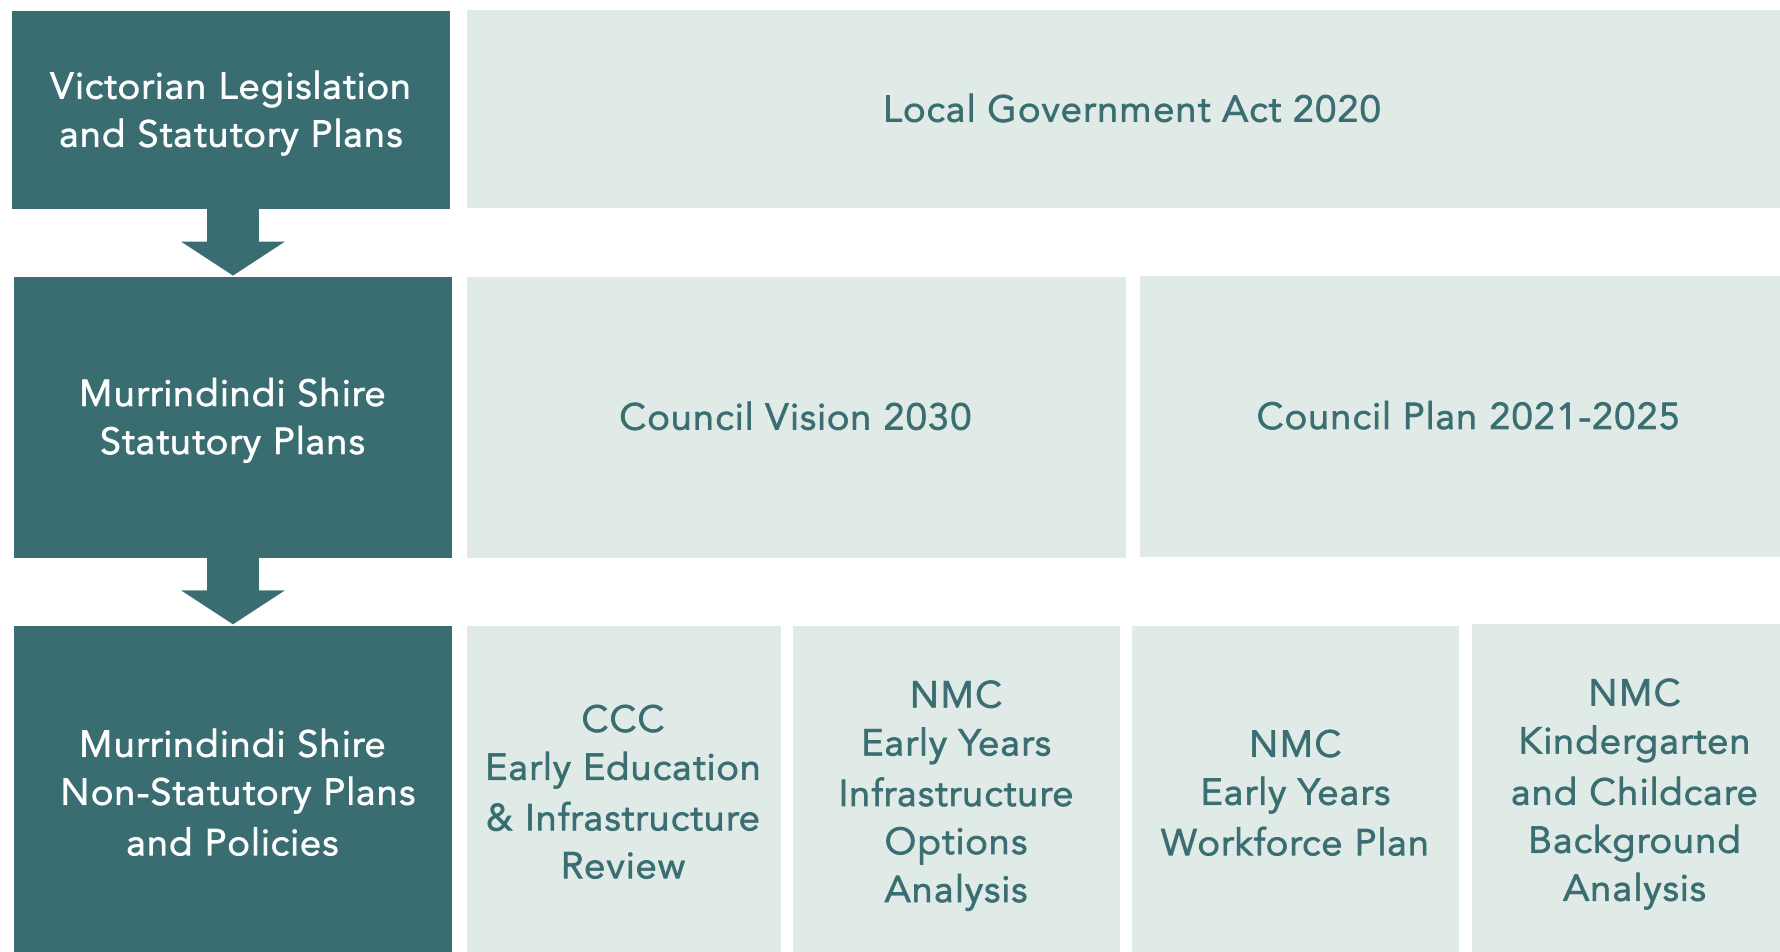 Victorian Legislation
and Statutory Plans
Local Government Act 2020
Murrindindi Shire
Statutory Plans
Council Vision 2030
Council Plan 2021-2025
Murrindindi Shire
Non-Statutory Plans
and Policies
CCC
Early Education
& Infrastructure
Review
NMC
Early Years
Infrastructure
Options
Analysis
NMC
Early Years
Workforce Plan
NMC
Kindergarten
and Childcare
Background
Analysis